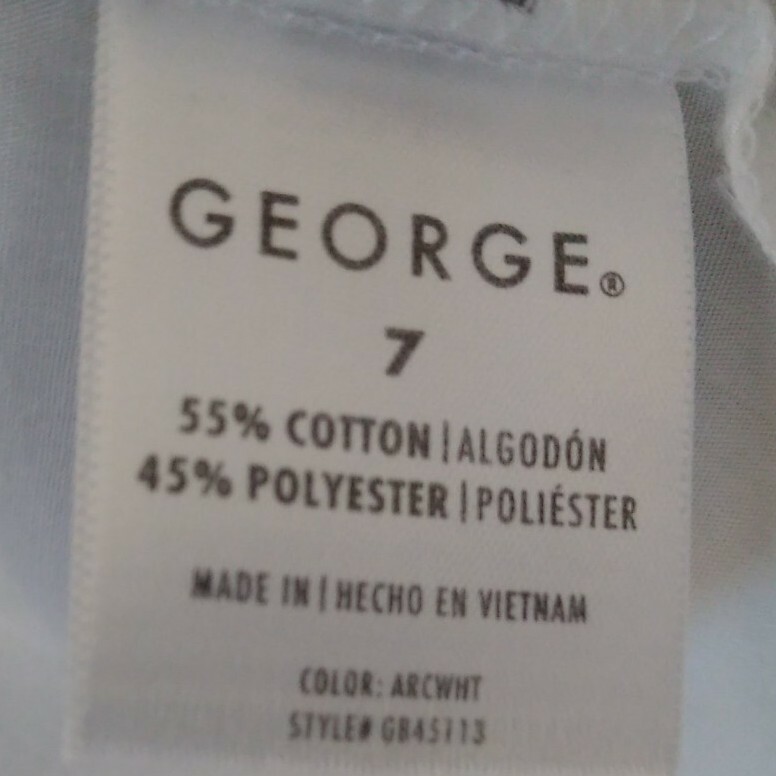 GEORGE®
7
55% COTTON | ALGODÓN
45% POLYESTER | POLIÉSTER
MADE IN | HECHO EN VIETNAM
COLOR: ARCWHT
STYLE# GB45113